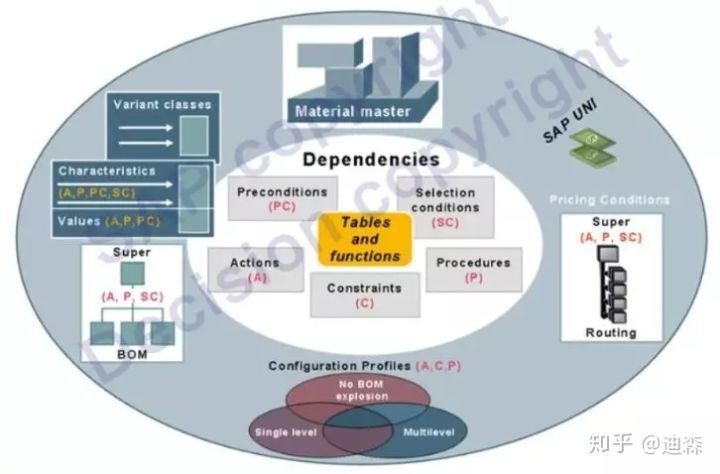 Material master
Variant classes
Characteristics
(A,P,PC,SC)
Values (A,P,PC)
SAP UNI
Dependencies
Preconditions
(PC)
Selection
conditions
(SC)
Tables
and
functions
Actions
(A)
Procedures
(P)
Constraints
(C)
Pricing Conditions
Super
(A, P, SC)
Routing
Super
(A, P, SC)
BOM
Configuration Profiles (A,C,P)
No BOM
explosion
Single level
Multilevel
SAP copyright
Decision copyright
知乎 @迪森